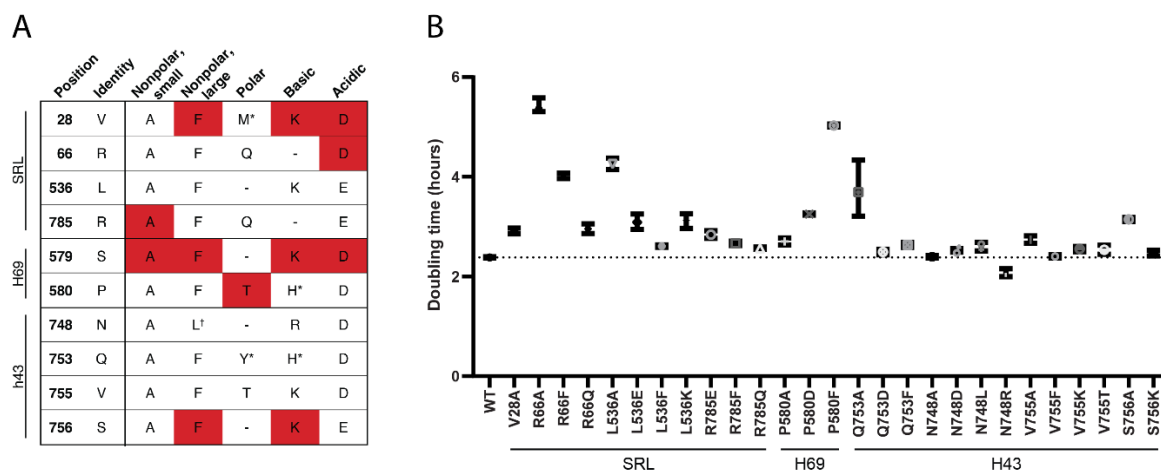 A
Position Identity Nonpolar, small Nonpolar, large Polar Basic Acidic
SRL
28 V A F M* K D
66 R A F Q - D
536 L A F - K E
785 R A F Q - E
H69
579 S A F - K D
580 P A F T H* D
h43
748 N A L† - R D
753 Q A F Y* H* D
755 V A F T K D
756 S A F - K E
B
Doubling time (hours)
6
4
2
0
WT V28A R66A R66F R66Q L536A L536E L536F L536K R785E R785F R785Q P580A P580D P580F Q753A Q753D Q753F N748A N748D N748L N748R V755A V755F V755K V755T S756A S756K
SRL H69 H43